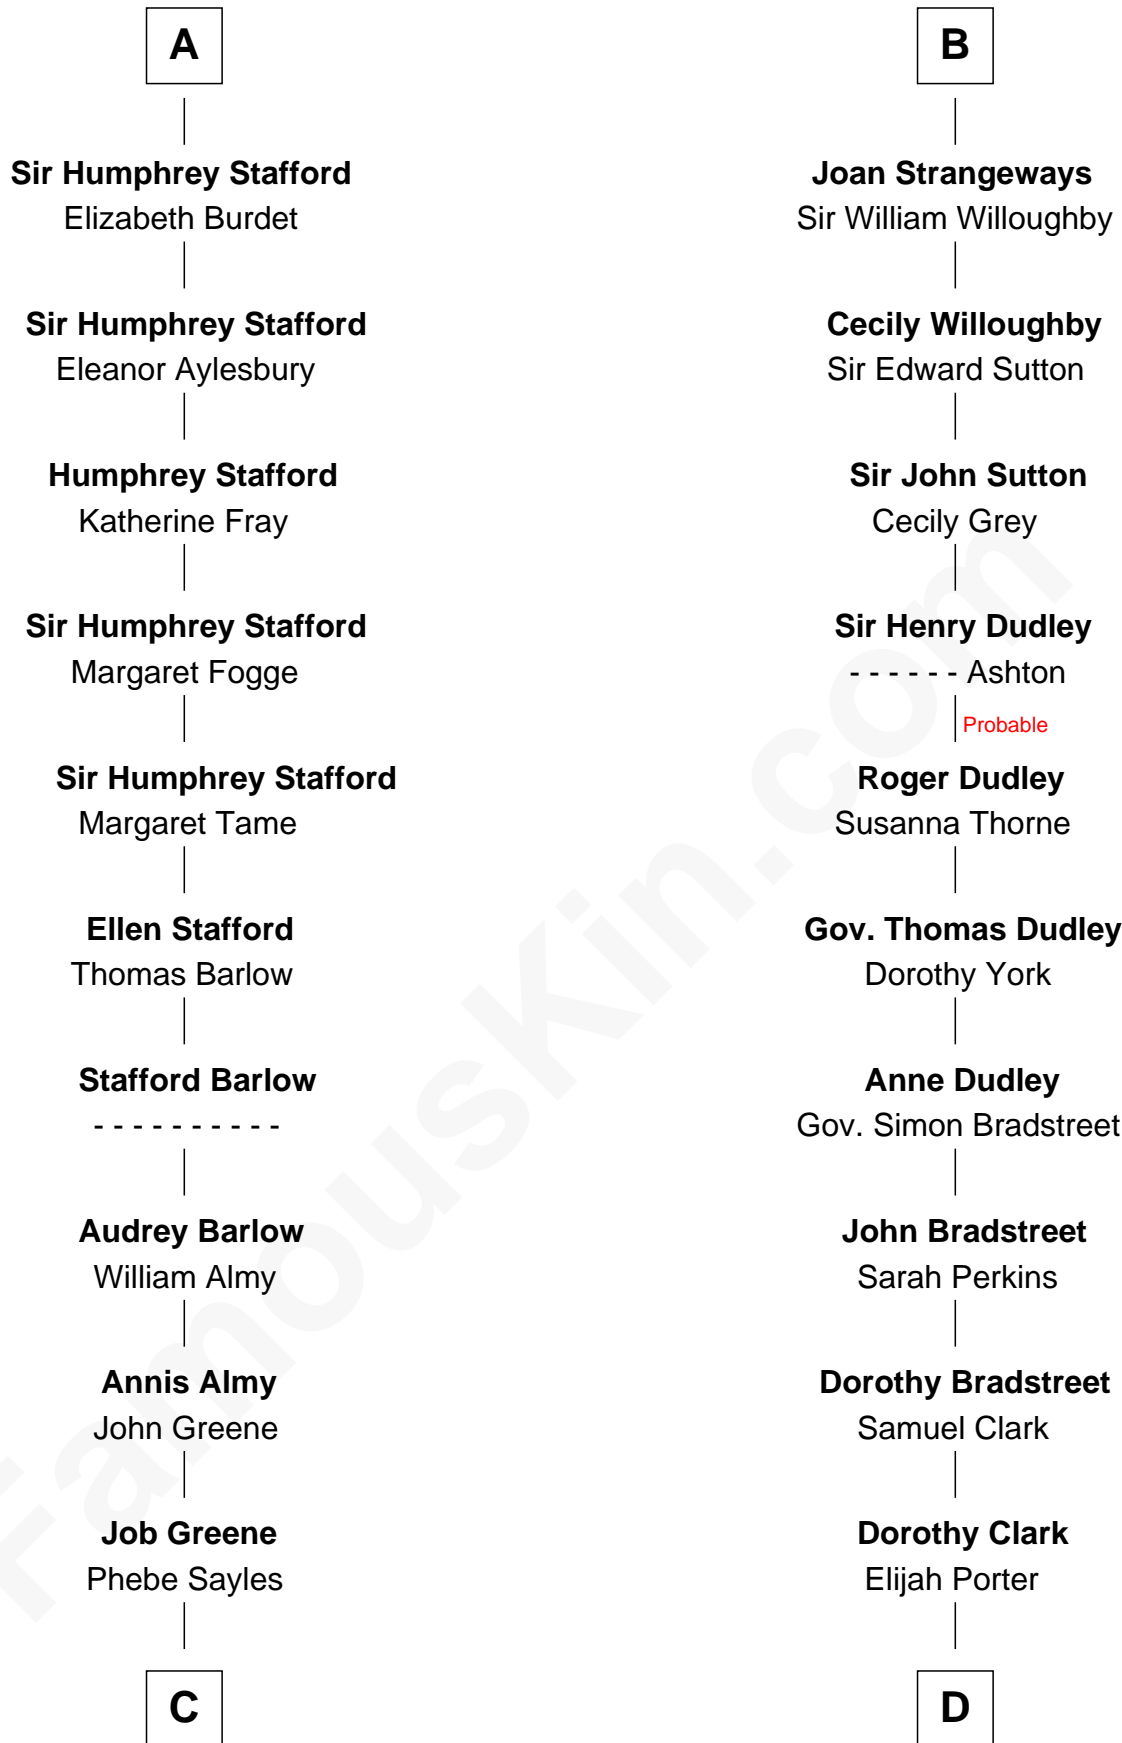 A
Sir Humphrey Stafford
Elizabeth Burdet
Sir Humphrey Stafford
Eleanor Aylesbury
Humphrey Stafford
Katherine Fray
Sir Humphrey Stafford
Margaret Fogge
Sir Humphrey Stafford
Margaret Tame
Ellen Stafford
Thomas Barlow
Stafford Barlow
- - - - - - - - - -
Audrey Barlow
William Almy
Annis Almy
John Greene
Job Greene
Phebe Sayles
C
B
Joan Strangeways
Sir William Willoughby
Cecily Willoughby
Sir Edward Sutton
Sir John Sutton
Cecily Grey
Sir Henry Dudley
- - - - - - Ashton
Probable
Roger Dudley
Susanna Thorne
Gov. Thomas Dudley
Dorothy York
Anne Dudley
Gov. Simon Bradstreet
John Bradstreet
Sarah Perkins
Dorothy Bradstreet
Samuel Clark
Dorothy Clark
Elijah Porter
D
FamousKin.com